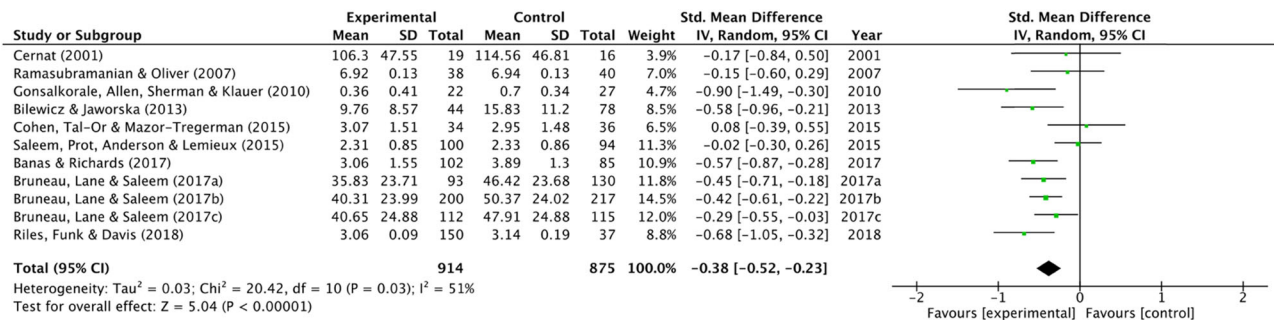 Experimental Control Std. Mean Difference Std. Mean Difference
Study or Subgroup Mean SD Total Mean SD Total Weight IV, Random, 95% CI Year IV, Random, 95% CI
Cernat (2001) 106.3 47.55 19 114.56 46.81 16 3.9% -0.17 [-0.84, 0.50] 2001
Ramasubramanian & Oliver (2007) 6.92 0.13 38 6.94 0.13 40 7.0% -0.15 [-0.60, 0.29] 2007
Gonsalkorale, Allen, Sherman & Klauer (2010) 0.36 0.41 22 0.7 0.34 27 4.7% -0.90 [-1.49, -0.30] 2010
Bilewicz & Jaworska (2013) 9.76 8.57 44 15.83 11.2 78 8.6% -0.58 [-0.96, -0.21] 2013
Cohen, Tal-Or & Mazor-Tregerman (2015) 3.07 1.51 34 2.95 1.48 36 6.5% 0.08 [-0.39, 0.55] 2015
Saleem, Prot, Anderson & Lemieux (2015) 2.31 0.85 100 2.33 0.86 94 11.3% -0.02 [-0.30, 0.26] 2015
Banas & Richards (2017) 3.06 1.55 102 3.89 1.3 85 10.9% -0.57 [-0.87, -0.28] 2017
Bruneau, Lane & Saleem (2017a) 35.83 23.71 93 46.42 23.68 130 11.8% -0.45 [-0.71, -0.18] 2017a
Bruneau, Lane & Saleem (2017b) 40.31 23.99 200 50.37 24.02 217 14.5% -0.42 [-0.61, -0.22] 2017b
Bruneau, Lane & Saleem (2017c) 40.65 24.88 112 47.91 24.88 115 12.0% -0.29 [-0.55, -0.03] 2017c
Riles, Funk & Davis (2018) 3.06 0.09 150 3.14 0.19 37 8.8% -0.68 [-1.05, -0.32] 2018
Total (95% CI) 914 875 100.0% -0.38 [-0.52, -0.23]
Heterogeneity: Tau² = 0.03; Chi² = 20.42, df = 10 (P = 0.03); I² = 51%
Test for overall effect: Z = 5.04 (P < 0.00001)
-2 -1 0 1 2
Favours [experimental] Favours [control]